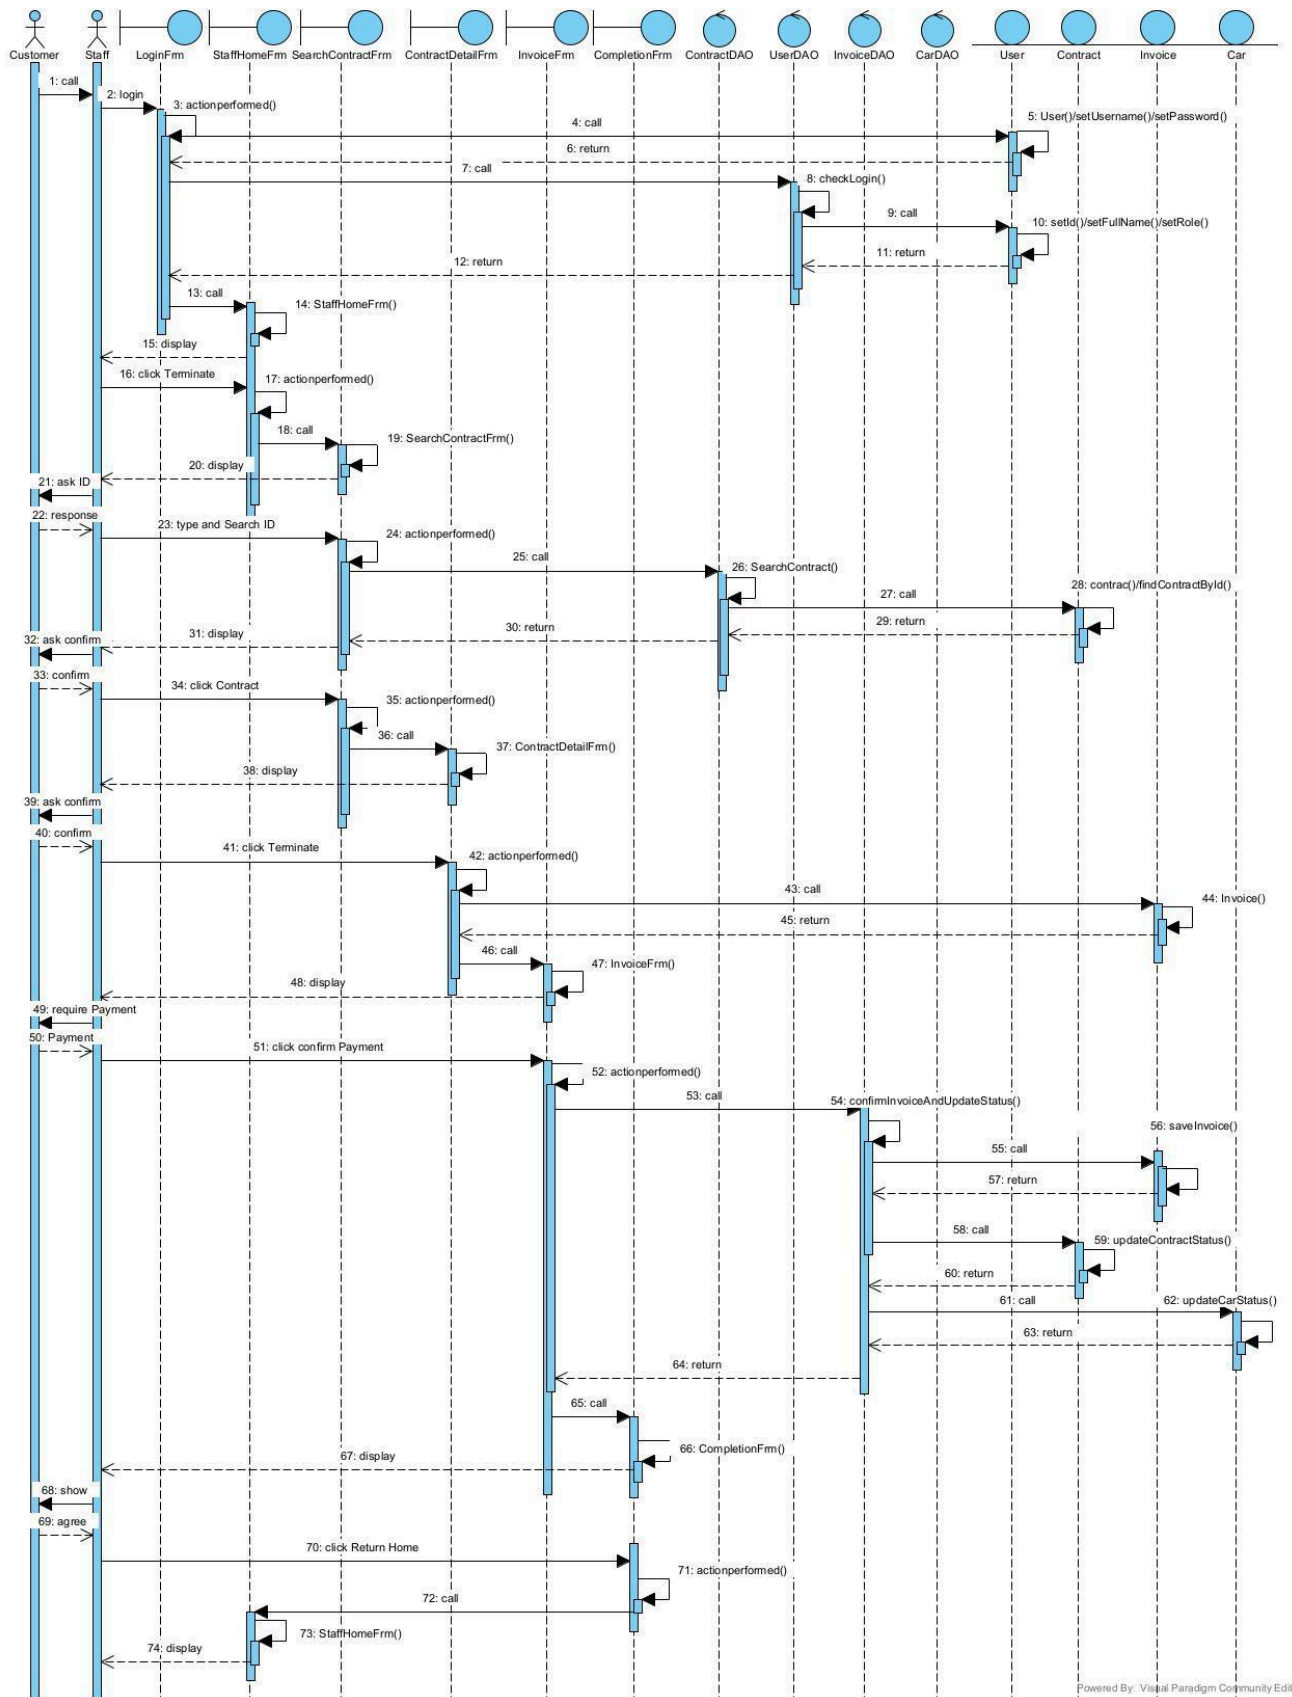 Customer
Staff
LoginFrm
StaffHomeFrm
SearchContractFrm
ContractDetailFrm
InvoiceFrm
CompletionFrm
ContractDAO
UserDAO
InvoiceDAO
CarDAO
User
Contract
Invoice
Car
1: call
2: login
3: actionperformed()
4: call
5: User()/setUsername()/setPassword()
6: return
7: call
8: checkLogin()
9: call
10: setId()/setFullName()/setRole()
11: return
12: return
13: call
14: StaffHomeFrm()
15: display
16: click Terminate
17: actionperformed()
18: call
19: SearchContractFrm()
20: display
21: ask ID
22: response
23: type and Search ID
24: actionperformed()
25: call
26: SearchContract()
27: call
28: contrac()/findContractById()
29: return
30: return
31: display
32: ask confirm
33: confirm
34: click Contract
35: actionperformed()
36: call
37: ContractDetailFrm()
38: display
39: ask confirm
40: confirm
41: click Terminate
42: actionperformed()
43: call
44: Invoice()
45: return
46: call
47: InvoiceFrm()
48: display
49: require Payment
50: Payment
51: click confirm Payment
52: actionperformed()
53: call
54: confirmInvoiceAndUpdateStatus()
55: call
56: saveInvoice()
57: return
58: call
59: updateContractStatus()
60: return
61: call
62: updateCarStatus()
63: return
64: return
65: call
66: CompletionFrm()
67: display
68: show
69: agree
70: click Return Home
71: actionperformed()
72: call
73: StaffHomeFrm()
74: display
Powered By: Visual Paradigm Community Edit